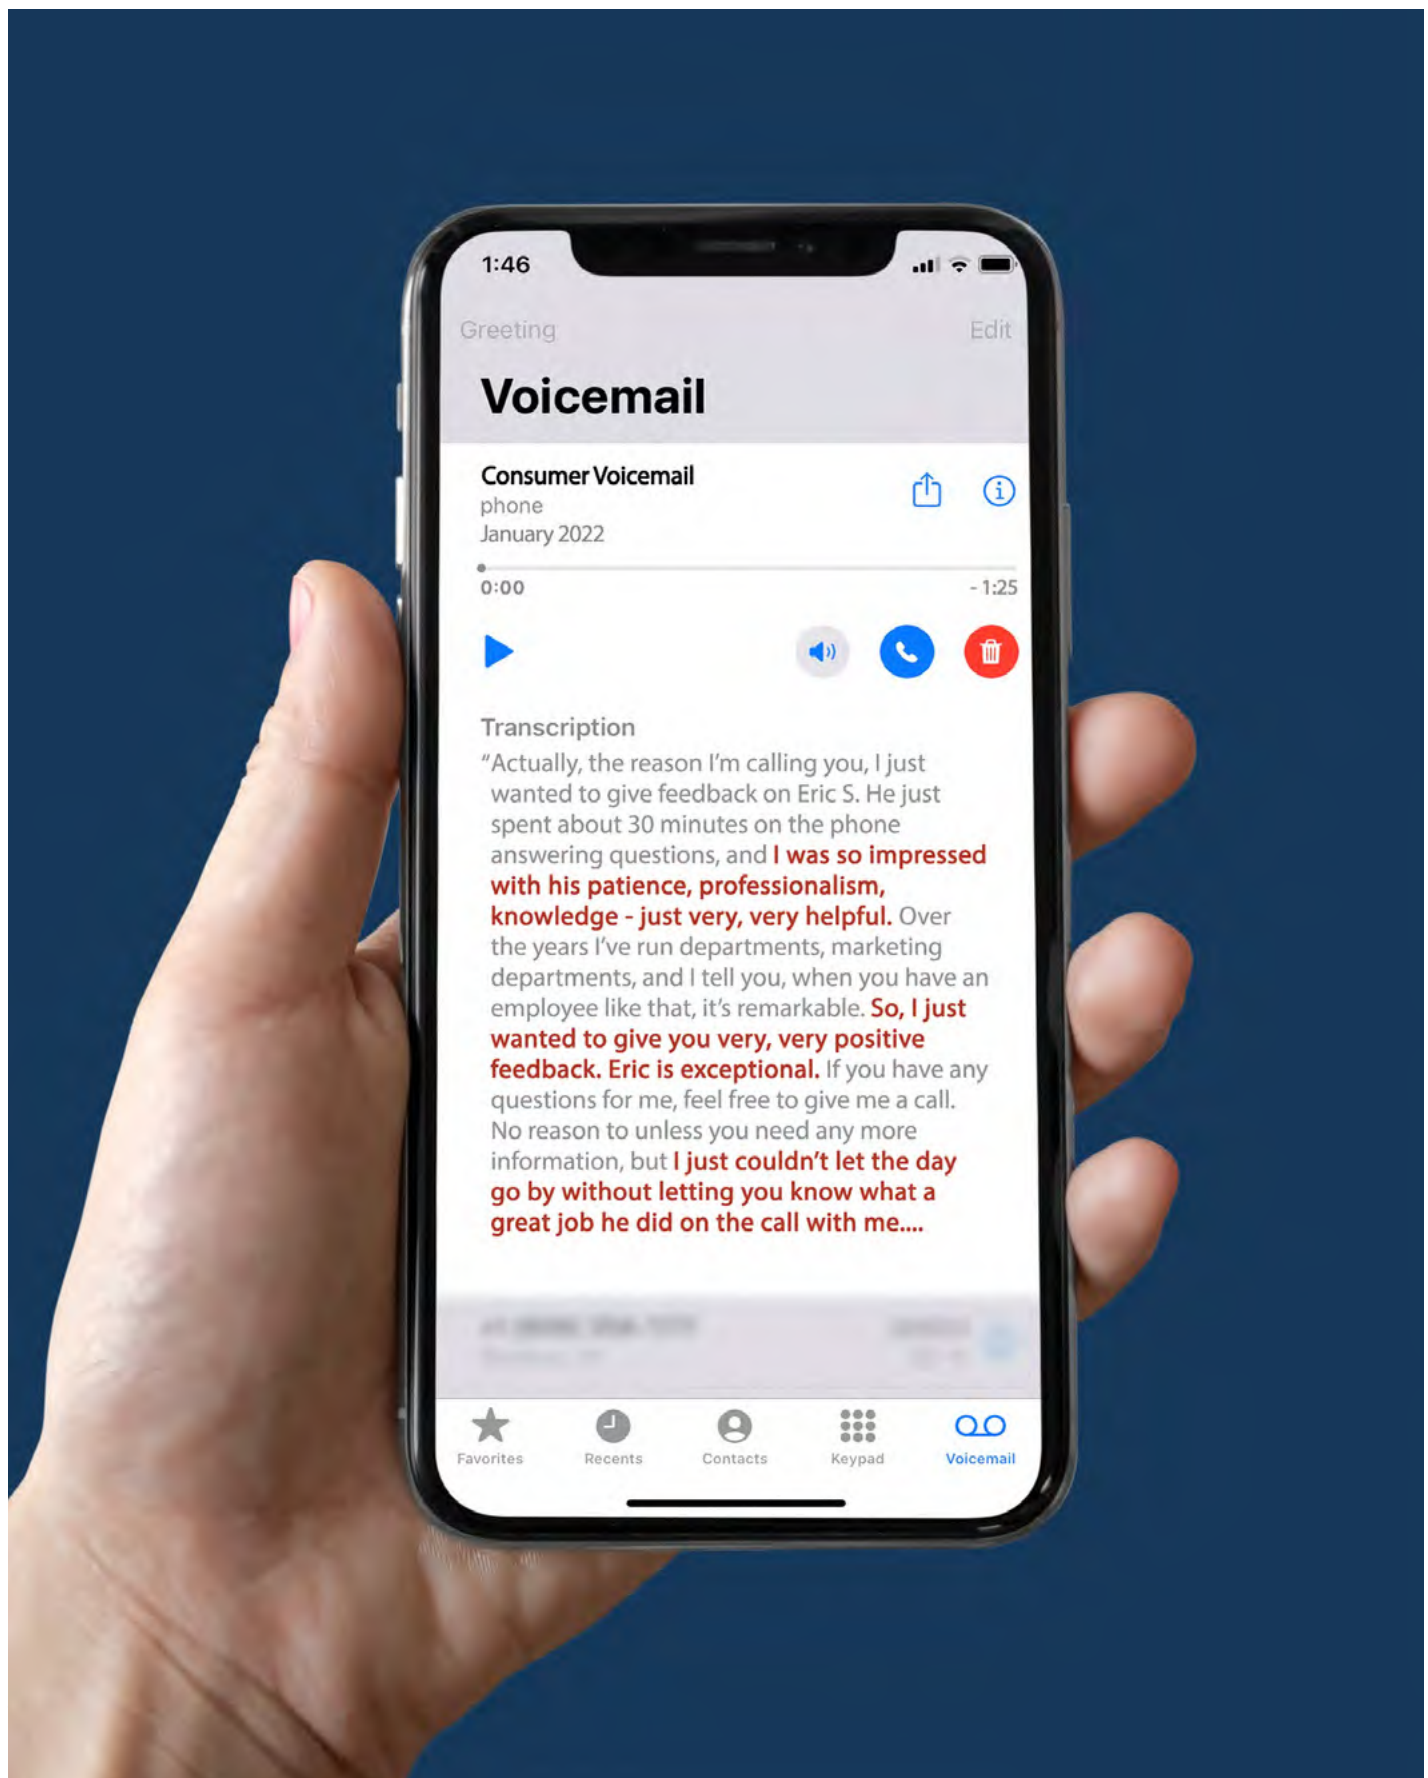 1:46
Greeting Edit
Voicemail
Consumer Voicemail
phone
January 2022
0:00 - 1:25
Transcription
“Actually, the reason I’m calling you, I just
wanted to give feedback on Eric S. He just
spent about 30 minutes on the phone
answering questions, and I was so impressed
with his patience, professionalism,
knowledge - just very, very helpful. Over
the years I’ve run departments, marketing
departments, and I tell you, when you have an
employee like that, it’s remarkable. So, I just
wanted to give you very, very positive
feedback. Eric is exceptional. If you have any
questions for me, feel free to give me a call.
No reason to unless you need any more
information, but I just couldn’t let the day
go by without letting you know what a
great job he did on the call with me....
Favorites Recents Contacts Keypad Voicemail